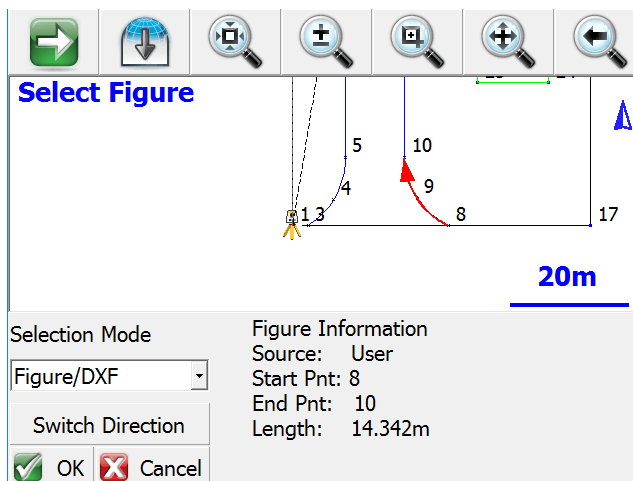 Select Figure
5
10
4
9
1 3
8
17
20m
Selection Mode
Figure/DXF
Switch Direction
OK
Cancel
Figure Information
Source: User
Start Pnt: 8
End Pnt: 10
Length: 14.342m